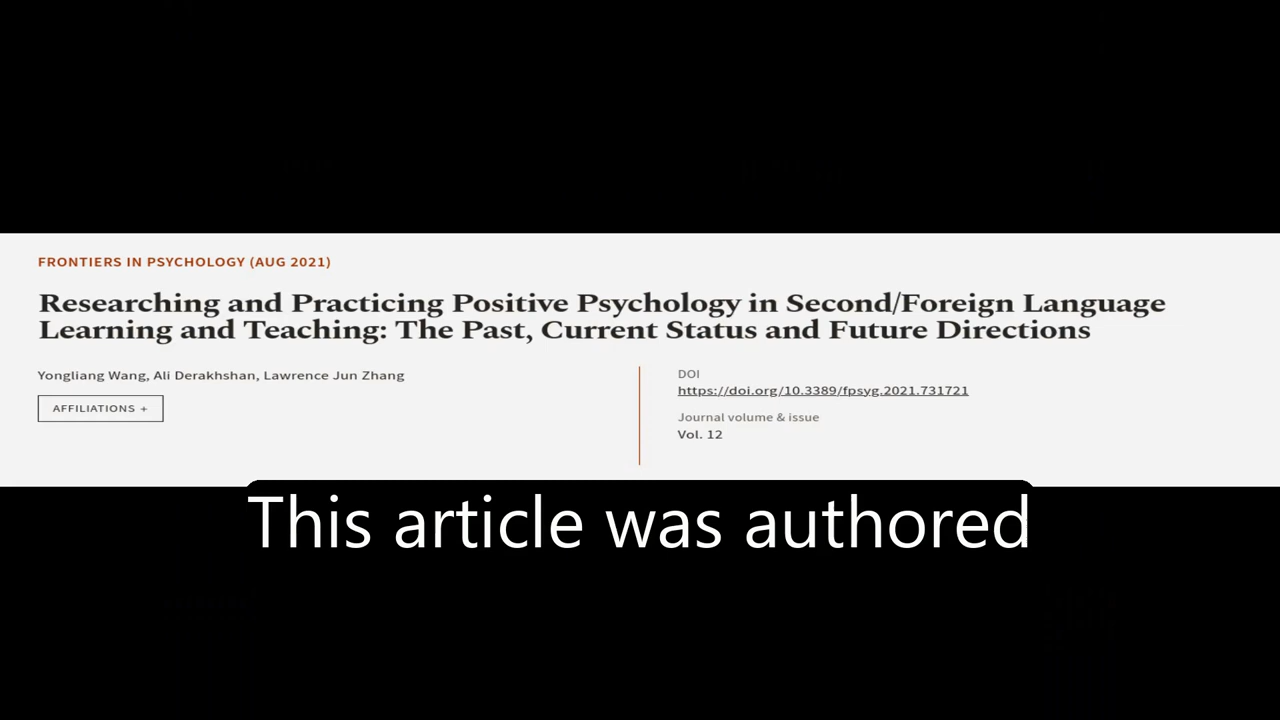 FRONTIERS IN PSYCHOLOGY (AUG 2021)
Researching and Practicing Positive Psychology in Second/Foreign Language
Learning and Teaching: The Past, Current Status and Future Directions
Yongliang Wang, Ali Derakhshan, Lawrence Jun Zhang
AFFILIATIONS +
DOI
https://doi.org/10.3389/fpsyg.2021.731721
Journal volume & issue
Vol. 12
This article was authored